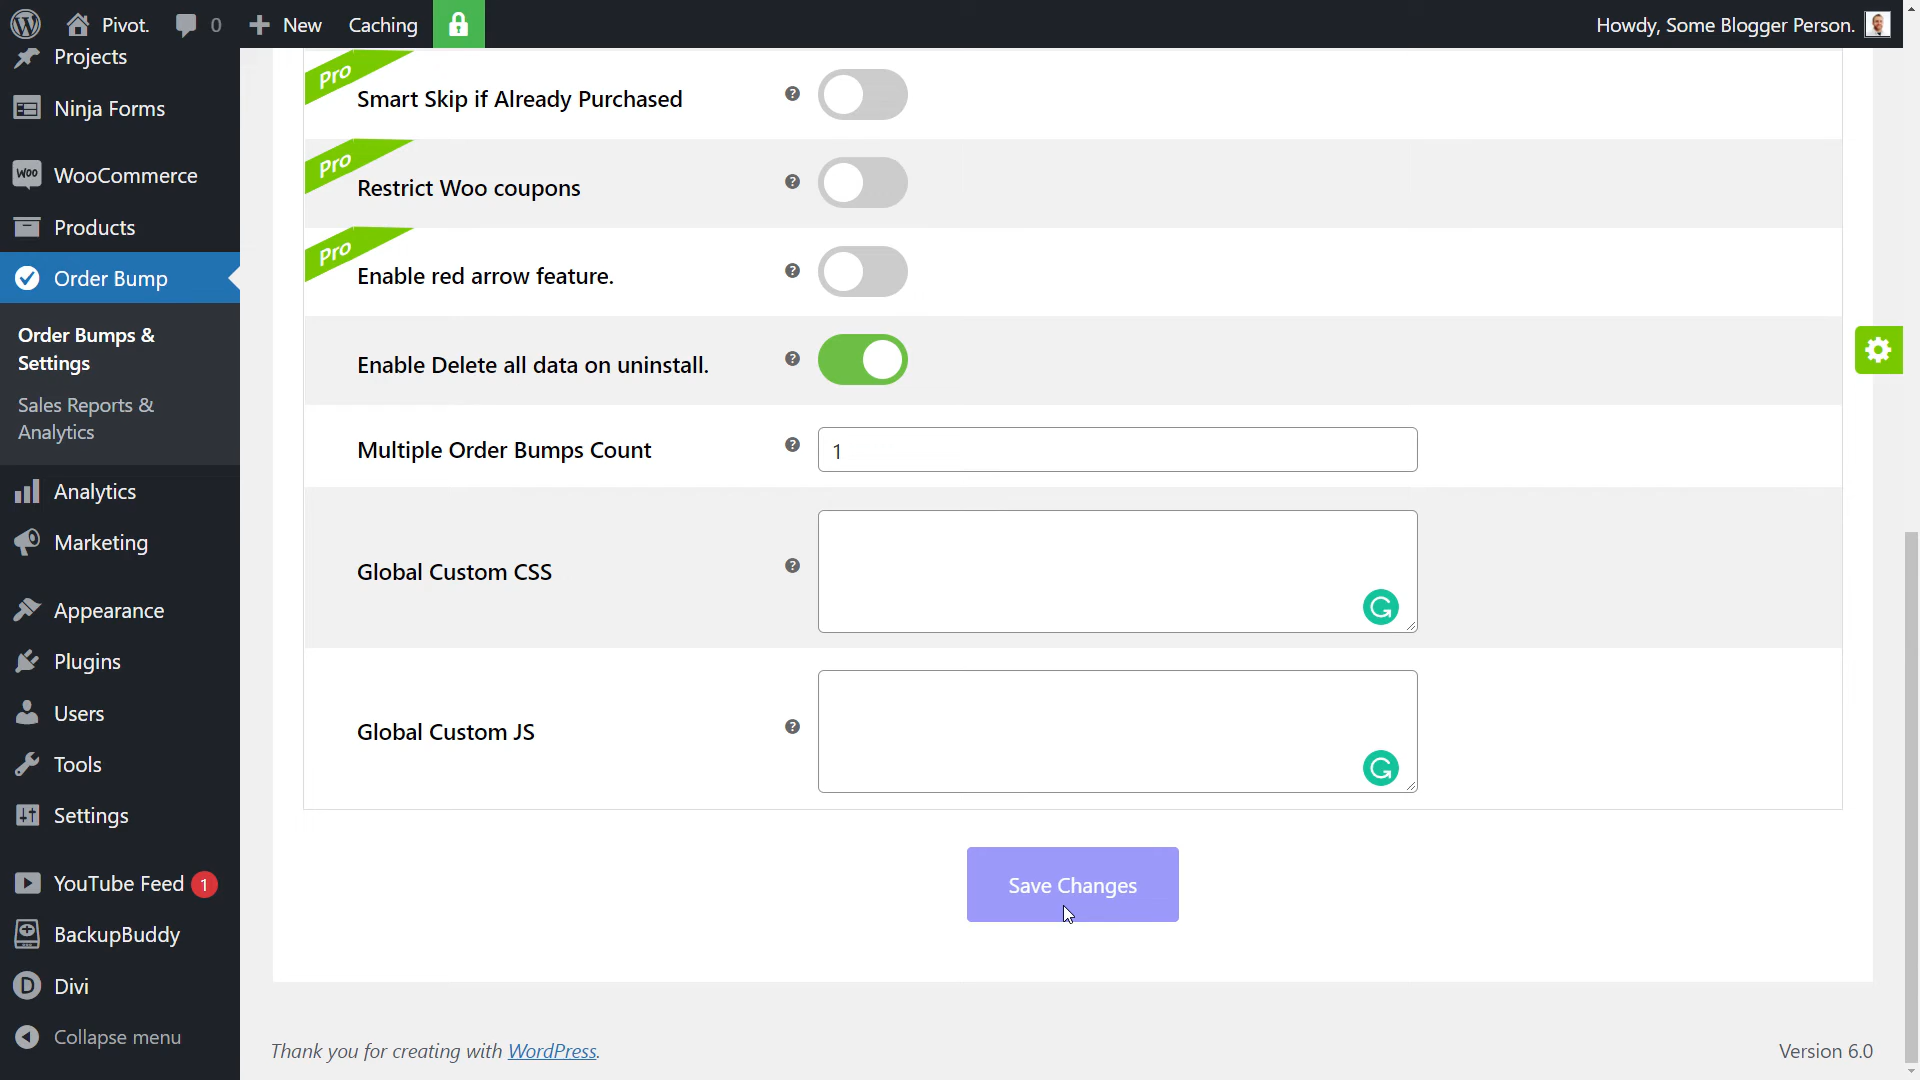 Pivot.
0
New
Caching
Howdy, Some Blogger Person.
Projects
Ninja Forms
Woo
WooCommerce
Products
Order Bump
Order Bumps &
Settings
Sales Reports &
Analytics
Analytics
Marketing
Appearance
Plugins
Users
Tools
Settings
YouTube Feed 1
BackupBuddy
D
Divi
Collapse menu
Pro
Smart Skip if Already Purchased
?
Pro
Restrict Woo coupons
?
Pro
Enable red arrow feature.
?
Enable Delete all data on uninstall.
?
Multiple Order Bumps Count
?
1
Global Custom CSS
?
Global Custom JS
?
Save Changes
Thank you for creating with WordPress.
Version 6.0